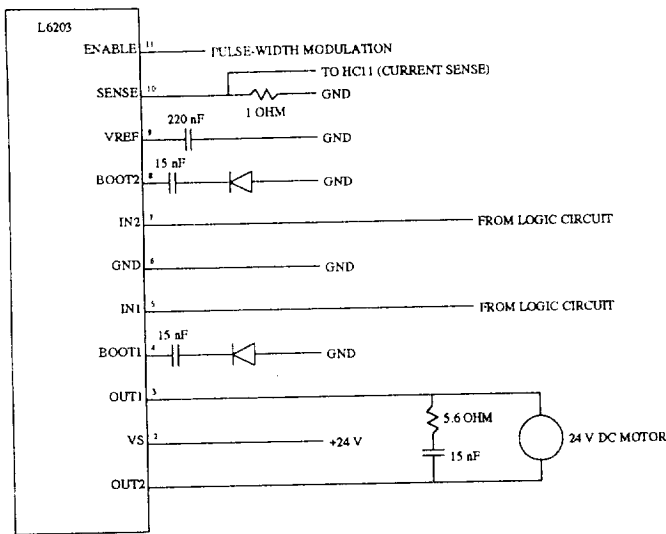 L6203
ENABLE 11 PULSE-WIDTH MODULATION
TO HC11 (CURRENT SENSE)
SENSE 10 GND
1 OHM
220 nF
VREF 9 GND
15 nF
BOOT2 8 GND
IN2 7 FROM LOGIC CIRCUIT
GND 6 GND
IN1 5 FROM LOGIC CIRCUIT
15 nF
BOOT1 4 GND
OUT1 3
5.6 OHM
VS 2 +24 V 24 V DC MOTOR
15 nF
OUT2